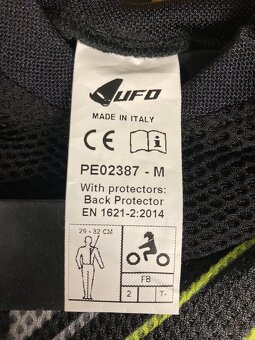 UFO
MADE IN ITALY
CE
PE02387 - M
With protectors:
Back Protector
EN 1621-2:2014
29 - 32 CM
FB
2
T-